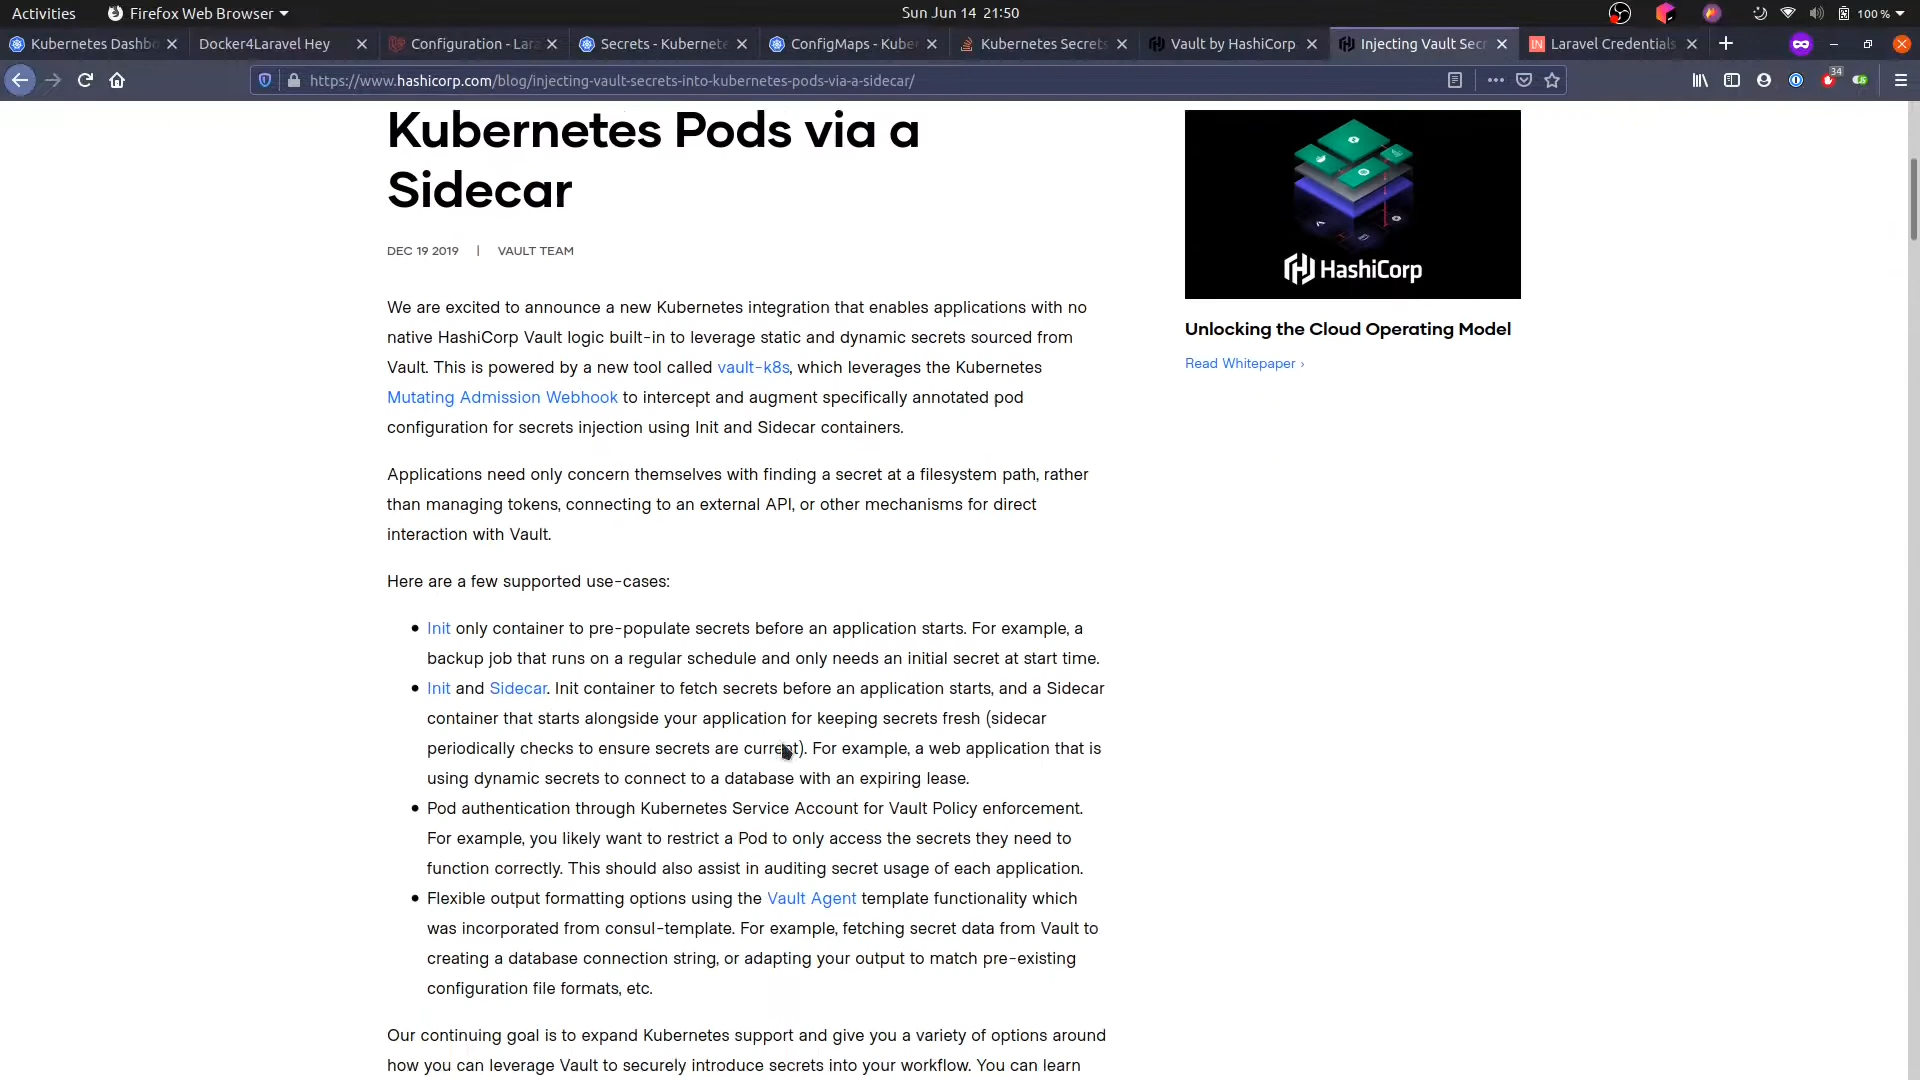 Activities
Firefox Web Browser
Sun Jun 14 21:50
100 %
Kubernetes Dashbo
Docker4Laravel Hey
Configuration - Lara
Secrets - Kubernete
ConfigMaps - Kuber
Kubernetes Secrets
Vault by HashiCorp
Injecting Vault Secr
Laravel Credentials
https://www.hashicorp.com/blog/injecting-vault-secrets-into-kubernetes-pods-via-a-sidecar/
34
Kubernetes Pods via a
Sidecar
DEC 19 2019 | VAULT TEAM
We are excited to announce a new Kubernetes integration that enables applications with no
native HashiCorp Vault logic built-in to leverage static and dynamic secrets sourced from
Vault. This is powered by a new tool called vault-k8s, which leverages the Kubernetes
Mutating Admission Webhook to intercept and augment specifically annotated pod
configuration for secrets injection using Init and Sidecar containers.
Applications need only concern themselves with finding a secret at a filesystem path, rather
than managing tokens, connecting to an external API, or other mechanisms for direct
interaction with Vault.
Here are a few supported use-cases:
Init only container to pre-populate secrets before an application starts. For example, a
backup job that runs on a regular schedule and only needs an initial secret at start time.
Init and Sidecar. Init container to fetch secrets before an application starts, and a Sidecar
container that starts alongside your application for keeping secrets fresh (sidecar
periodically checks to ensure secrets are current). For example, a web application that is
using dynamic secrets to connect to a database with an expiring lease.
Pod authentication through Kubernetes Service Account for Vault Policy enforcement.
For example, you likely want to restrict a Pod to only access the secrets they need to
function correctly. This should also assist in auditing secret usage of each application.
Flexible output formatting options using the Vault Agent template functionality which
was incorporated from consul-template. For example, fetching secret data from Vault to
creating a database connection string, or adapting your output to match pre-existing
configuration file formats, etc.
Our continuing goal is to expand Kubernetes support and give you a variety of options around
how you can leverage Vault to securely introduce secrets into your workflow. You can learn
HashiCorp
Unlocking the Cloud Operating Model
Read Whitepaper ›